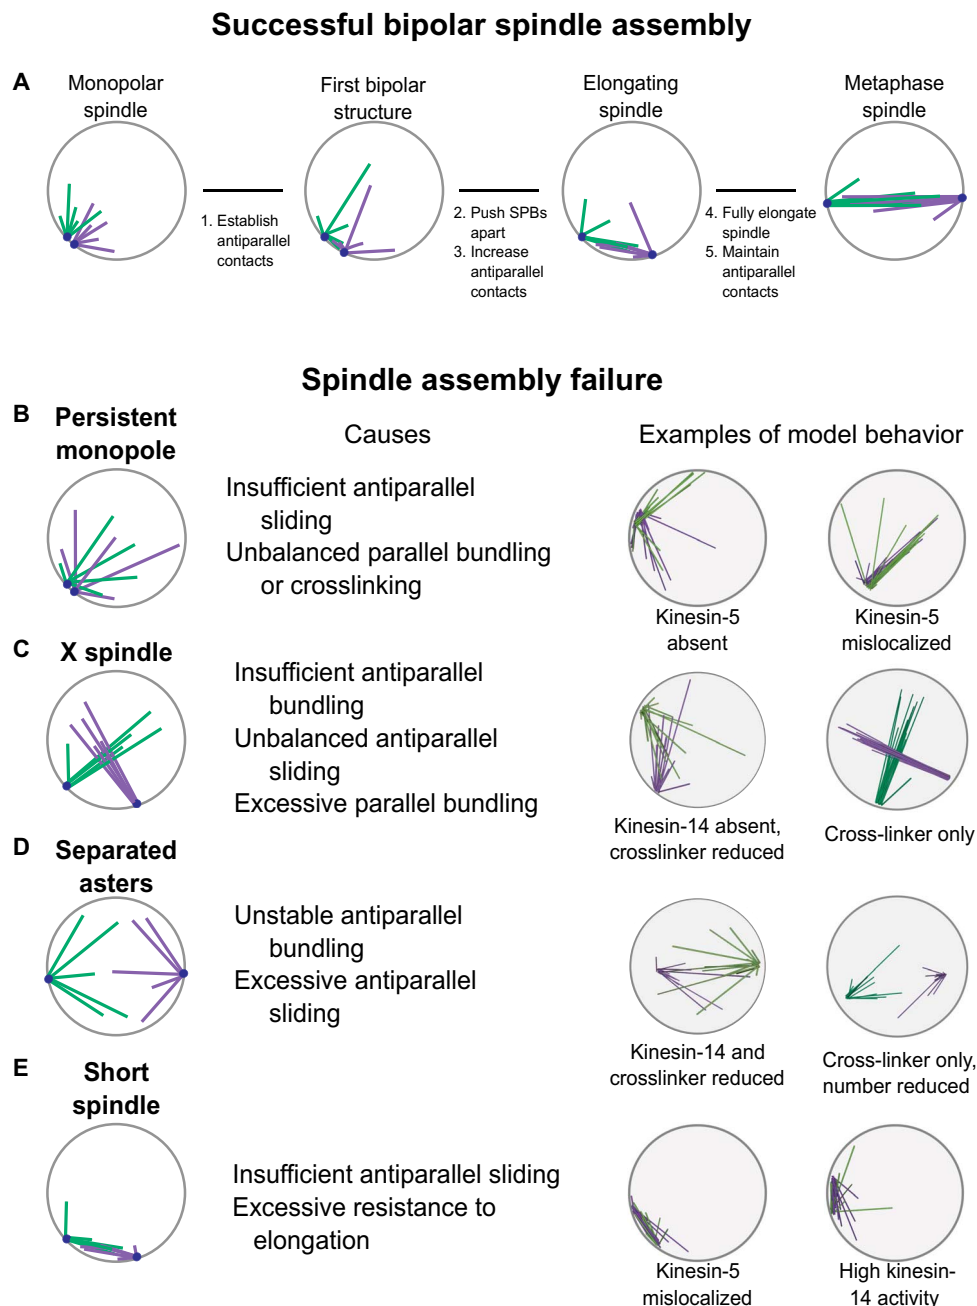 Successful bipolar spindle assembly
A
Monopolar
spindle
First bipolar
structure
Elongating
spindle
Metaphase
spindle
1. Establish
antiparallel
contacts
2. Push SPBs
apart
3. Increase
antiparallel
contacts
4. Fully elongate
spindle
5. Maintain
antiparallel
contacts
Spindle assembly failure
B
Persistent
monopole
Causes
Examples of model behavior
Insufficient antiparallel
sliding
Unbalanced parallel bundling
or crosslinking
Kinesin-5
absent
Kinesin-5
mislocalized
C
X spindle
Insufficient antiparallel
bundling
Unbalanced antiparallel
sliding
Excessive parallel bundling
Kinesin-14 absent,
crosslinker reduced
Cross-linker only
D
Separated
asters
Unstable antiparallel
bundling
Excessive antiparallel
sliding
Kinesin-14 and
crosslinker reduced
Cross-linker only,
number reduced
E
Short
spindle
Insufficient antiparallel sliding
Excessive resistance to
elongation
Kinesin-5
mislocalized
High kinesin-
14 activity